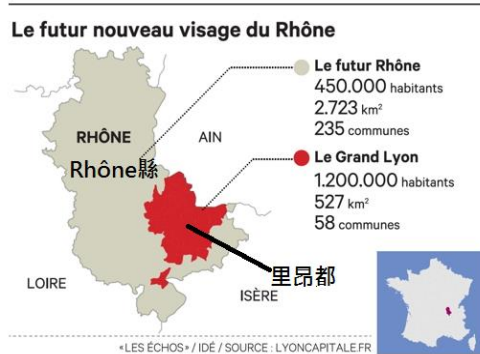 Le futur nouveau visage du Rhône
Le futur Rhône
450.000 habitants
2.723 km²
235 communes
RHÔNE
AIN
Rhône縣
Le Grand Lyon
1.200.000 habitants
527 km²
58 communes
里昂都
LOIRE
ISÈRE
«LES ÉCHOS» / IDÉ / SOURCE : LYONCAPITALE.FR